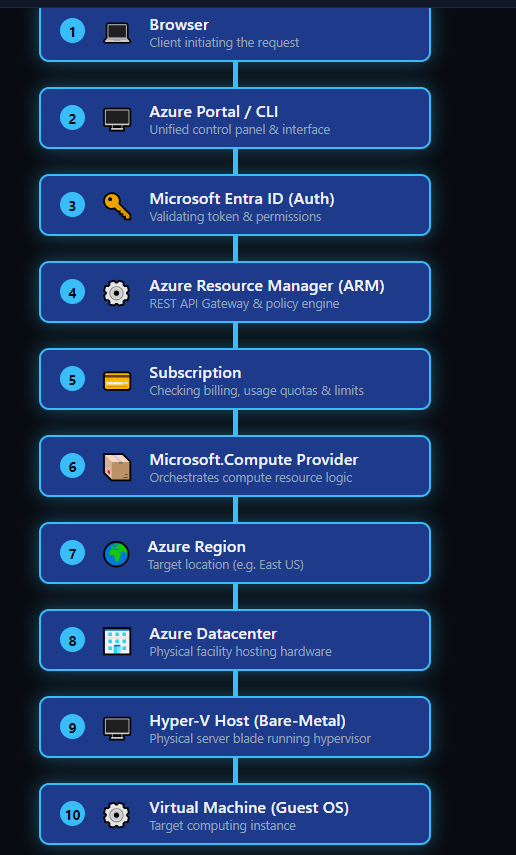 1
Browser
Client initiating the request
2
Azure Portal / CLI
Unified control panel & interface
3
Microsoft Entra ID (Auth)
Validating token & permissions
4
Azure Resource Manager (ARM)
REST API Gateway & policy engine
5
Subscription
Checking billing, usage quotas & limits
6
Microsoft.Compute Provider
Orchestrates compute resource logic
7
Azure Region
Target location (e.g. East US)
8
Azure Datacenter
Physical facility hosting hardware
9
Hyper-V Host (Bare-Metal)
Physical server blade running hypervisor
10
Virtual Machine (Guest OS)
Target computing instance